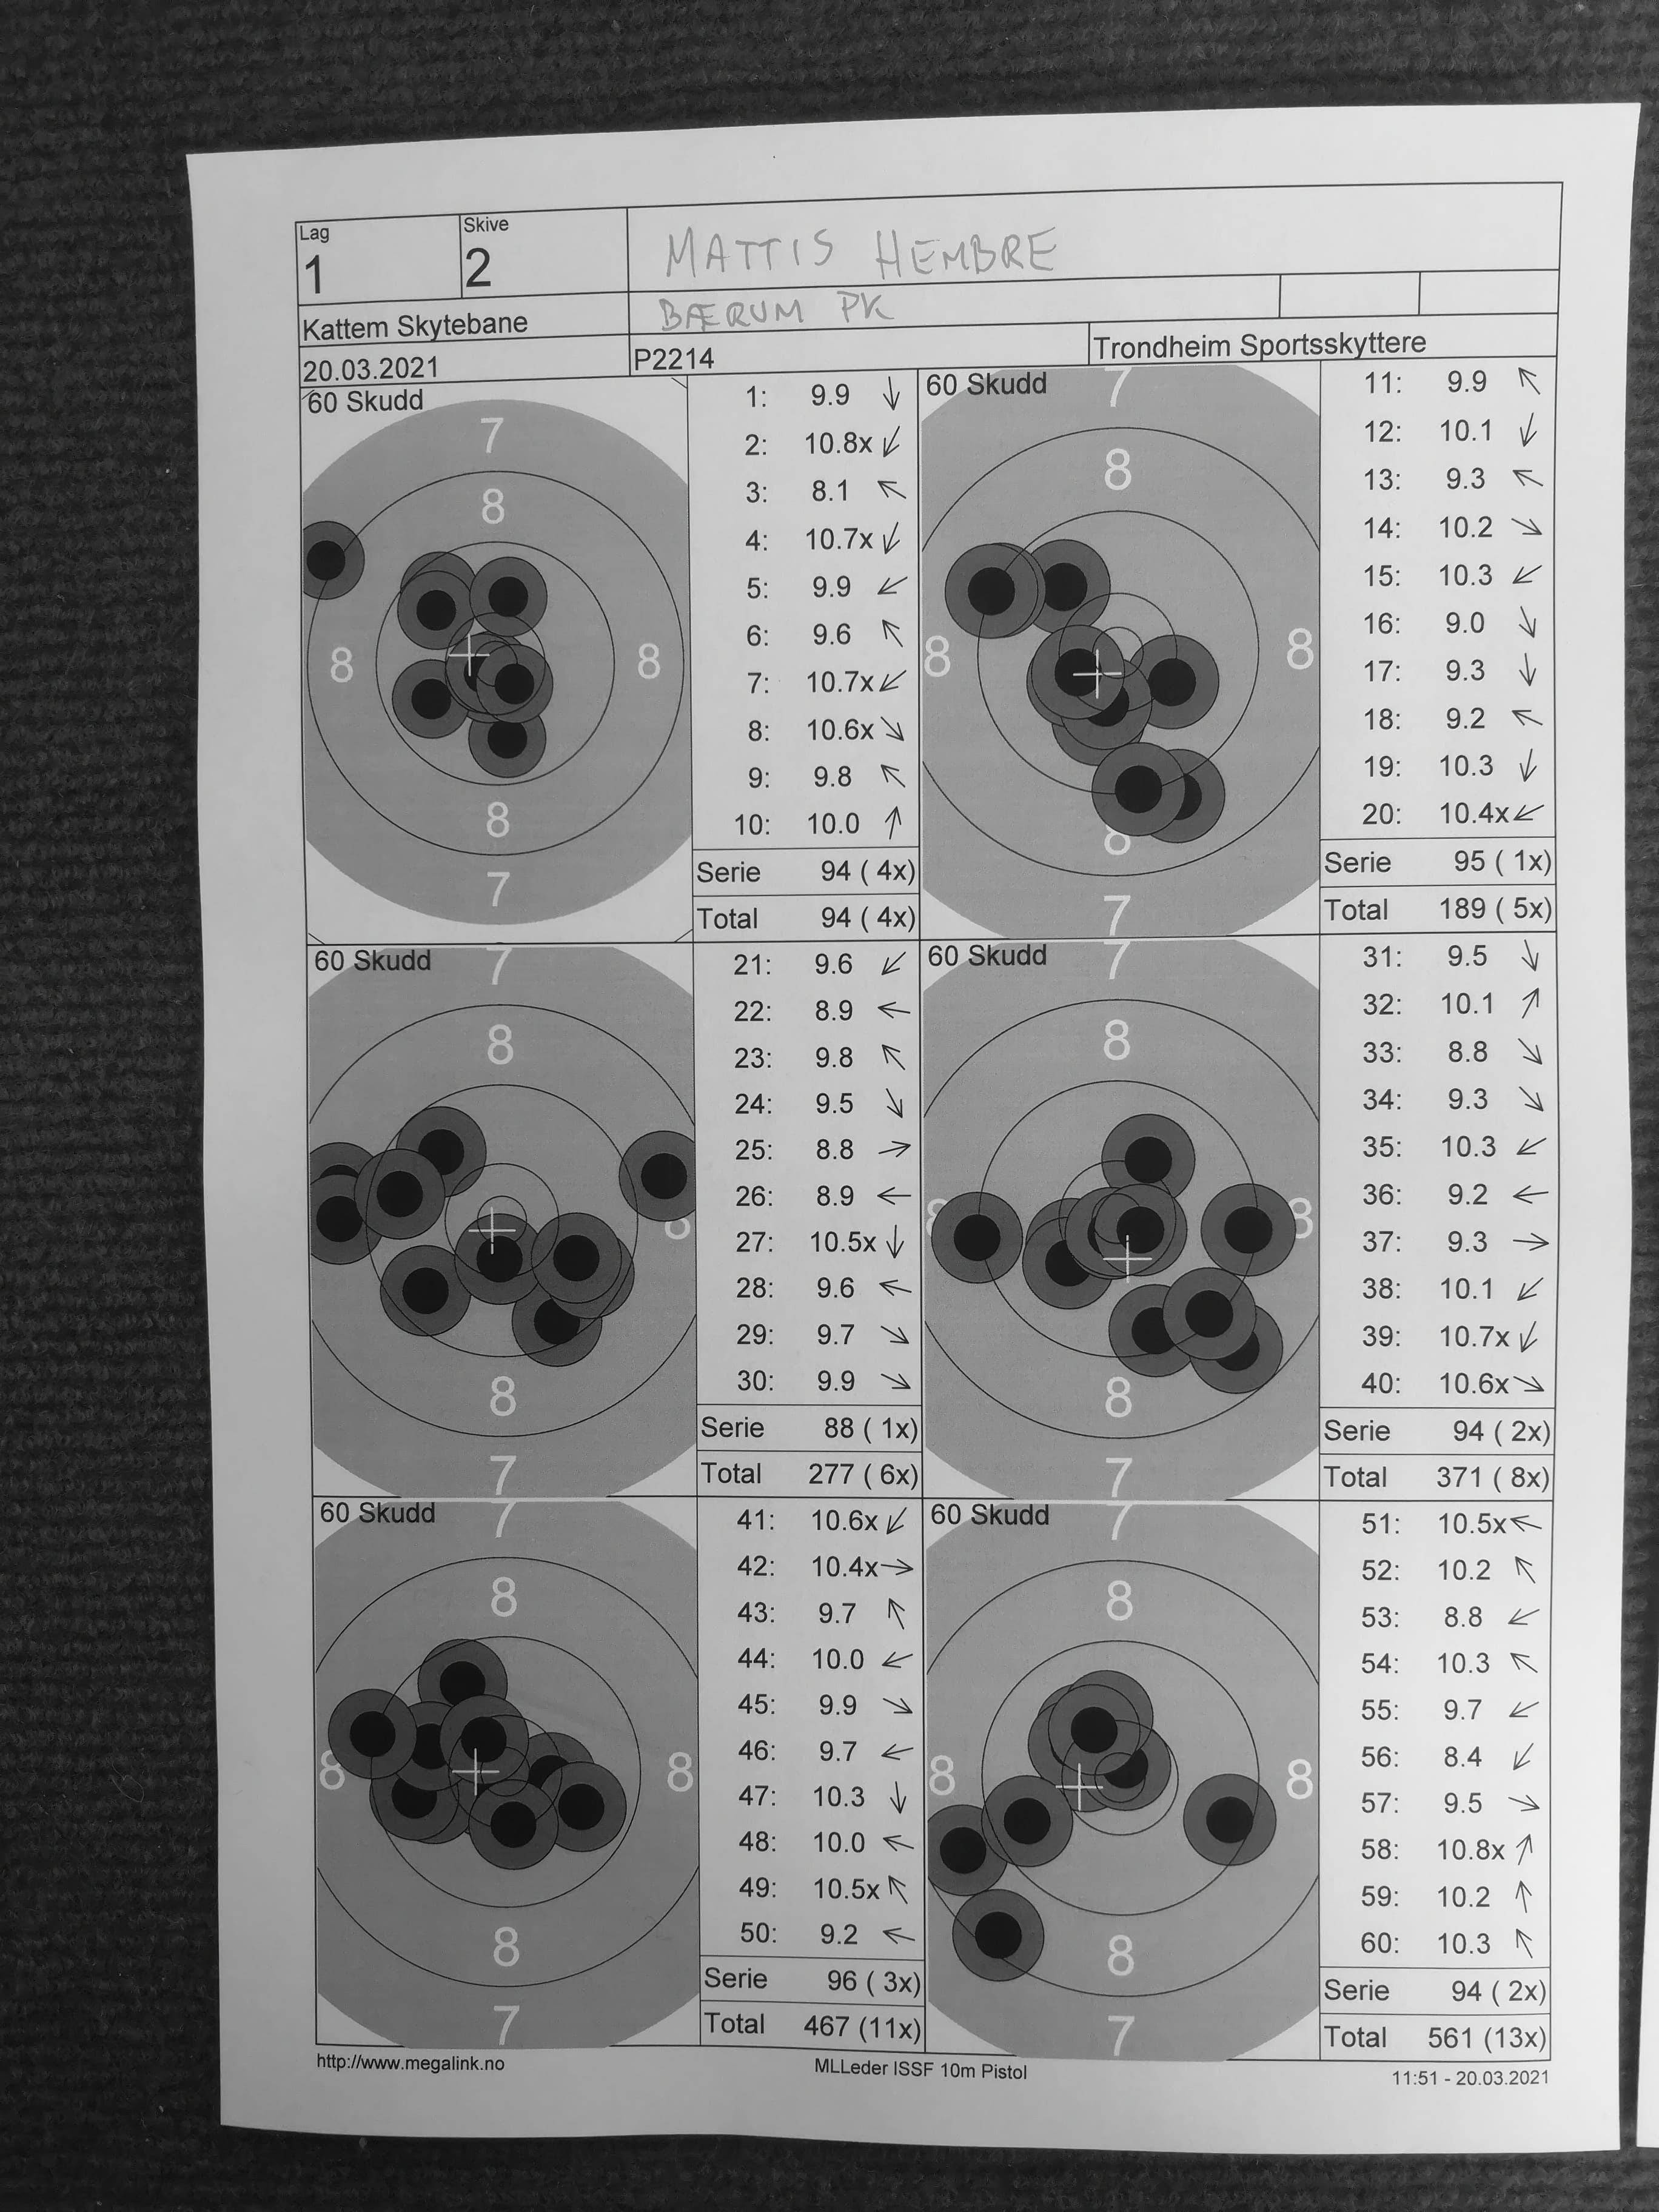 Lag
1
Skive
2
MATTIS HEMBRE
BÆRUM PK
Kattem Skytebane
20.03.2021
P2214
Trondheim Sportsskyttere
60 Skudd
7
8
8
8
8
7
1: 9.9
2: 10.8x
3: 8.1
4: 10.7x
5: 9.9
6: 9.6
7: 10.7x
8: 10.6x
9: 9.8
10: 10.0
Serie 94 ( 4x)
Total 94 ( 4x)
60 Skudd
7
8
8
8
8
7
11: 9.9
12: 10.1
13: 9.3
14: 10.2
15: 10.3
16: 9.0
17: 9.3
18: 9.2
19: 10.3
20: 10.4x
Serie 95 ( 1x)
Total 189 ( 5x)
60 Skudd
7
8
8
8
7
21: 9.6
22: 8.9
23: 9.8
24: 9.5
25: 8.8
26: 8.9
27: 10.5x
28: 9.6
29: 9.7
30: 9.9
Serie 88 ( 1x)
Total 277 ( 6x)
60 Skudd
7
8
8
8
8
7
31: 9.5
32: 10.1
33: 8.8
34: 9.3
35: 10.3
36: 9.2
37: 9.3
38: 10.1
39: 10.7x
40: 10.6x
Serie 94 ( 2x)
Total 371 ( 8x)
60 Skudd
7
8
8
8
8
7
41: 10.6x
42: 10.4x
43: 9.7
44: 10.0
45: 9.9
46: 9.7
47: 10.3
48: 10.0
49: 10.5x
50: 9.2
Serie 96 ( 3x)
Total 467 (11x)
60 Skudd
7
8
8
8
8
7
51: 10.5x
52: 10.2
53: 8.8
54: 10.3
55: 9.7
56: 8.4
57: 9.5
58: 10.8x
59: 10.2
60: 10.3
Serie 94 ( 2x)
Total 561 (13x)
http://www.megalink.no
MLLeder ISSF 10m Pistol
11:51 - 20.03.2021